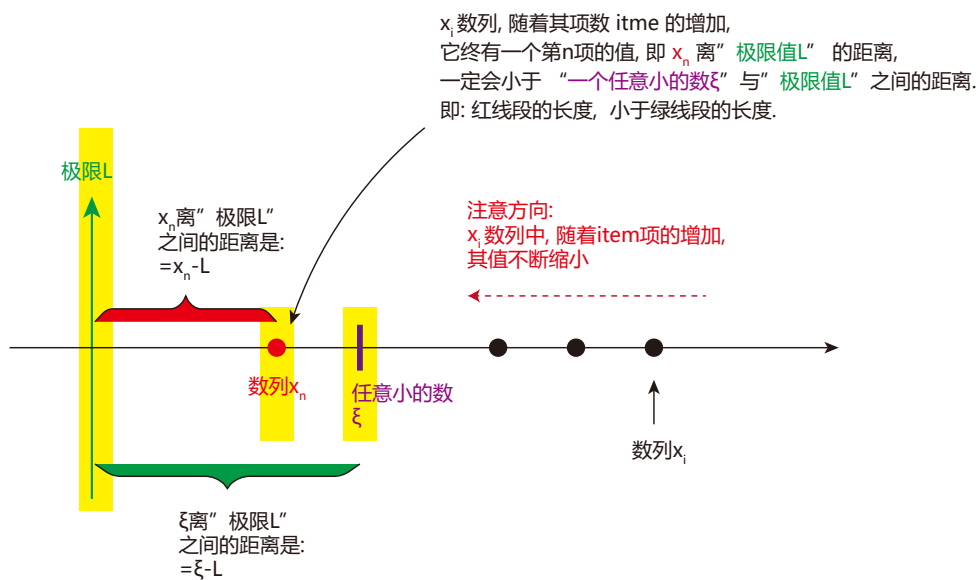 xᵢ数列, 随着其项数 itme 的增加,
它终有一个第n项的值, 即 xₙ 离”极限值L” 的距离,
一定会小于 “一个任意小的数ξ”与”极限值L”之间的距离.
即: 红线段的长度, 小于绿线段的长度.
极限L
xₙ离”极限L”
之间的距离是:
=xₙ-L
注意方向:
xᵢ数列中, 随着item项的增加,
其值不断缩小
数列xₙ
任意小的数
ξ
数列xᵢ
ξ离”极限L”
之间的距离是:
=ξ-L